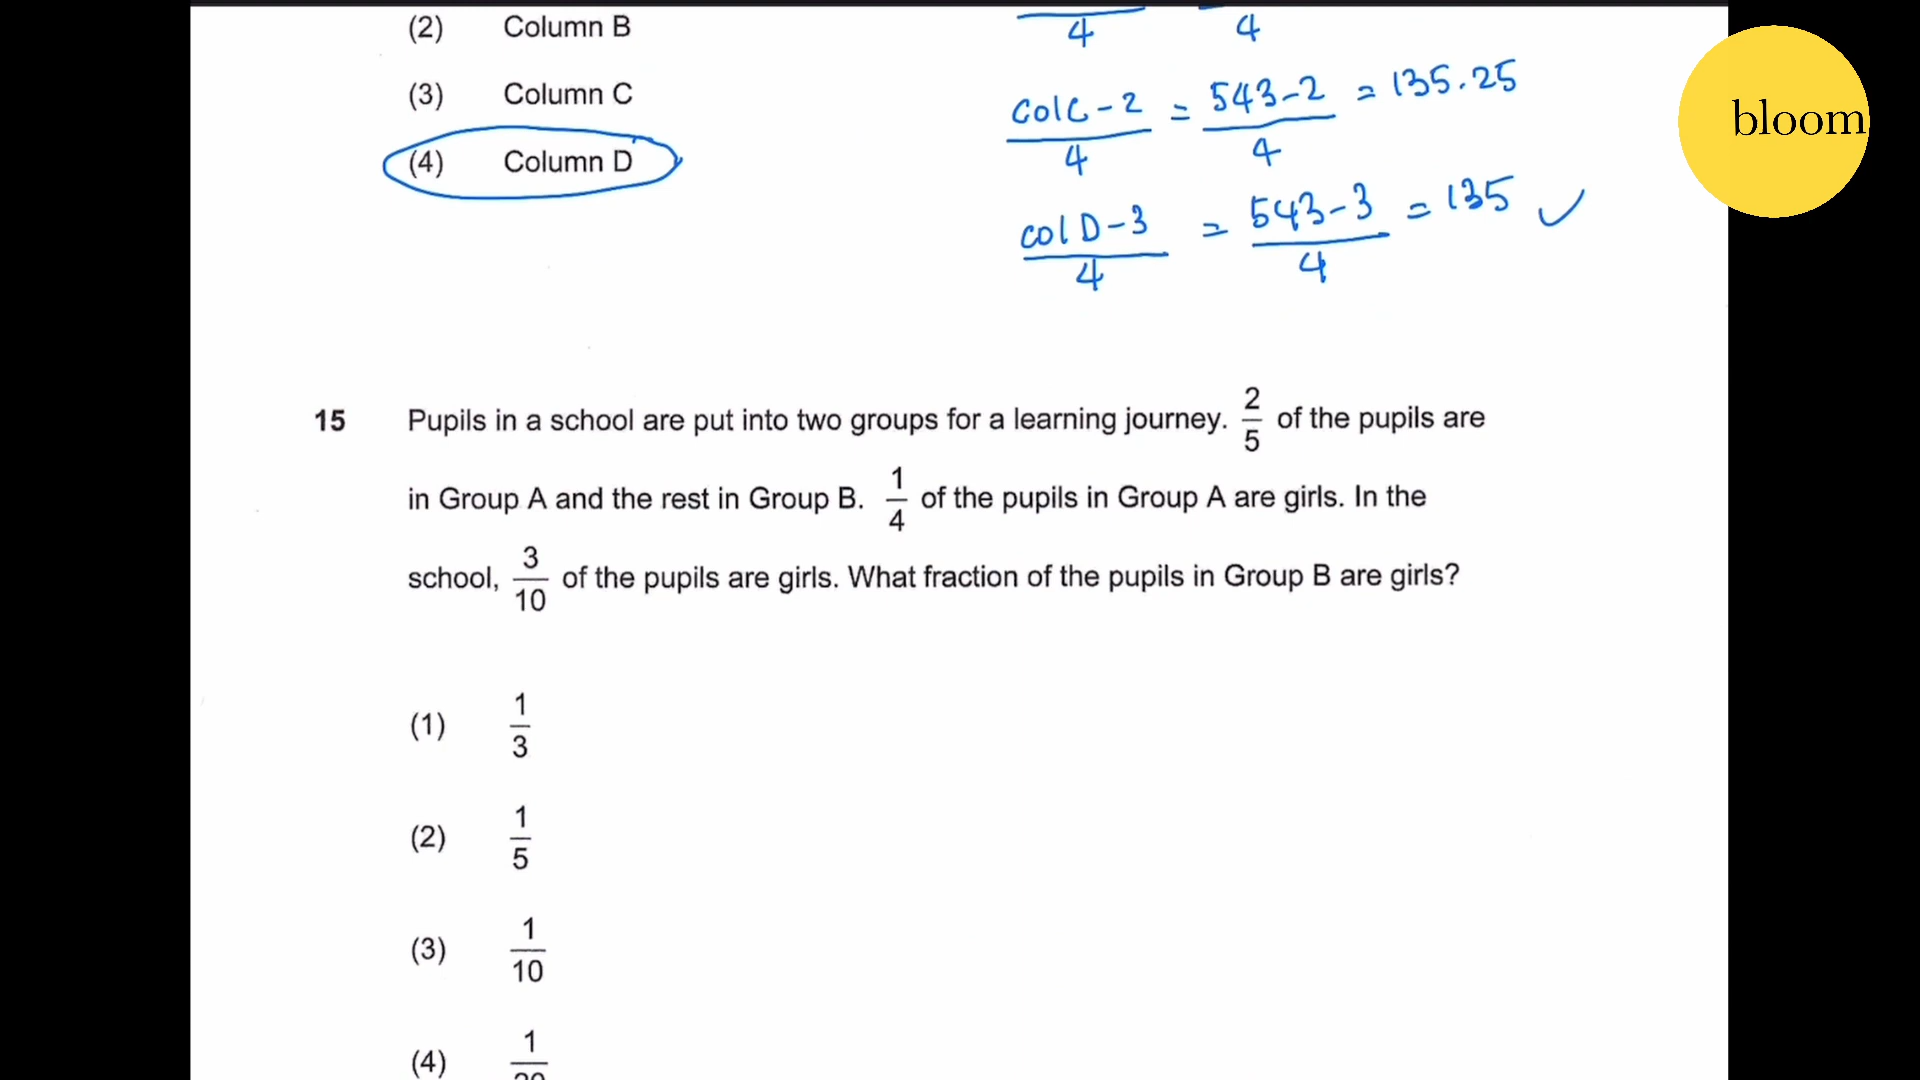 (2) Column B
4 4
(3) Column C
colC - 2 = 543-2 = 135.25
4 4
(4) Column D
col D - 3 = 543-3 = 135 ✓
4 4
bloom
15 Pupils in a school are put into two groups for a learning journey. 2/5 of the pupils are
in Group A and the rest in Group B. 1/4 of the pupils in Group A are girls. In the
school, 3/10 of the pupils are girls. What fraction of the pupils in Group B are girls?
(1) 1/3
(2) 1/5
(3) 1/10
(4) 1